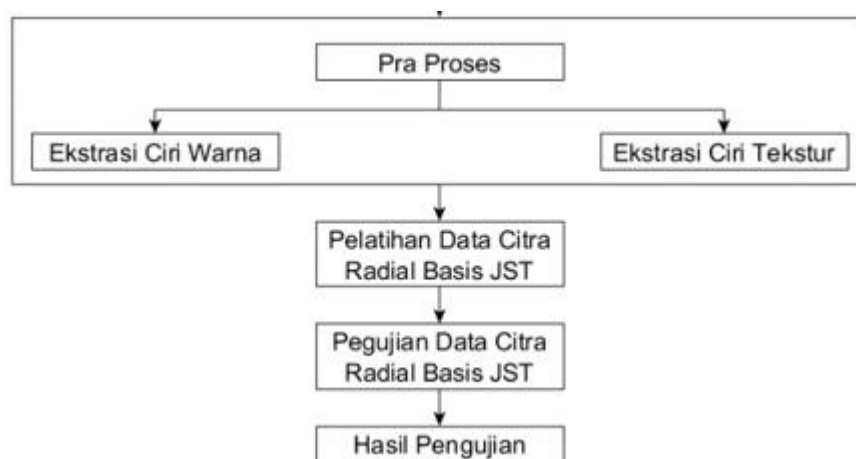 Pra Proses
Ekstrasi Ciri Warna
Ekstrasi Ciri Tekstur
Pelatihan Data Citra
Radial Basis JST
Pegujian Data Citra
Radial Basis JST
Hasil Pengujian